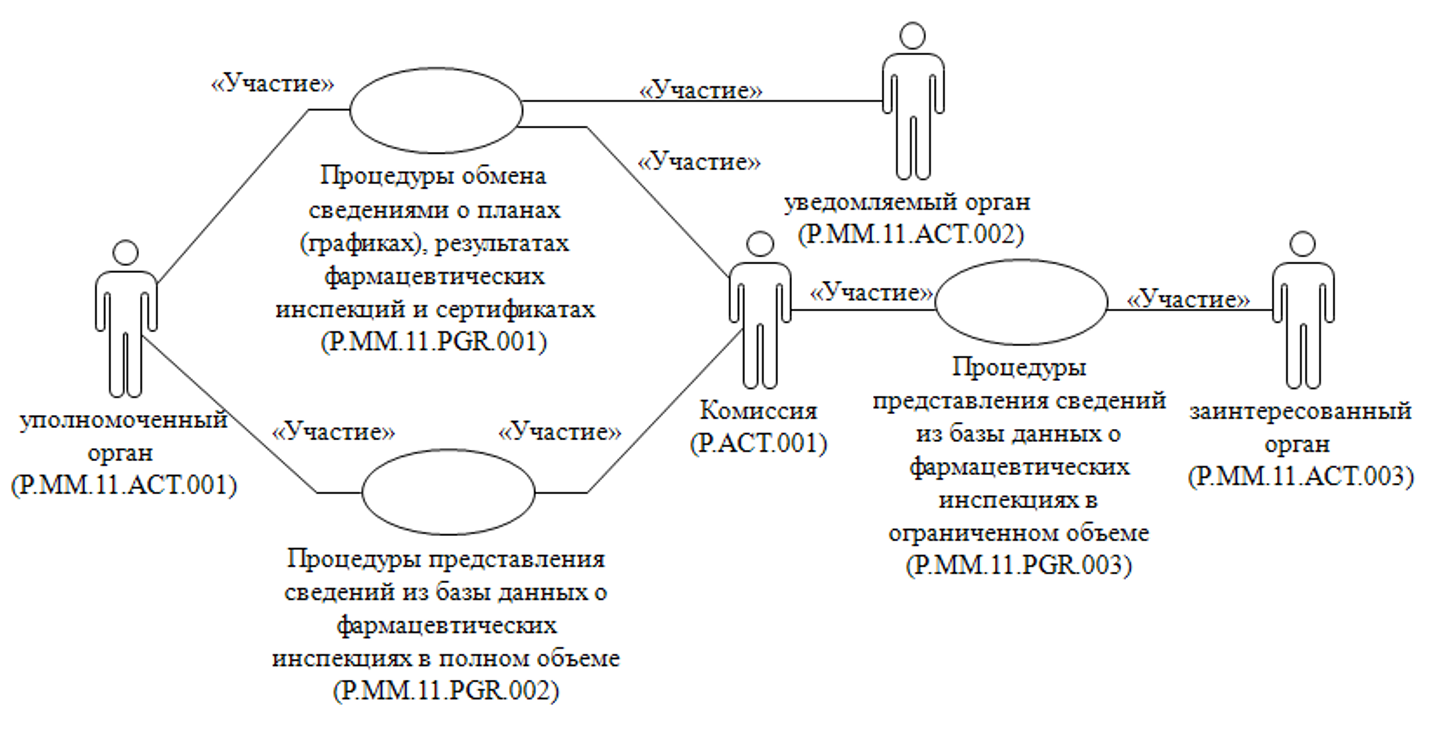 «Участие»
«Участие»
«Участие»
Процедуры обмена
сведениями о планах
(графиках), результатах
фармацевтических
инспекций и сертификатах
(P.MM.11.PGR.001)
уведомляемый орган
(P.MM.11.ACT.002)
«Участие»
«Участие»
уполномоченный
орган
(P.MM.11.ACT.001)
«Участие»
«Участие»
Комиссия
(P.ACT.001)
Процедуры
представления сведений
из базы данных о
фармацевтических
инспекциях в
ограниченном объеме
(P.MM.11.PGR.003)
заинтересованный
орган
(P.MM.11.ACT.003)
Процедуры представления
сведений из базы данных о
фармацевтических
инспекциях в полном объеме
(P.MM.11.PGR.002)